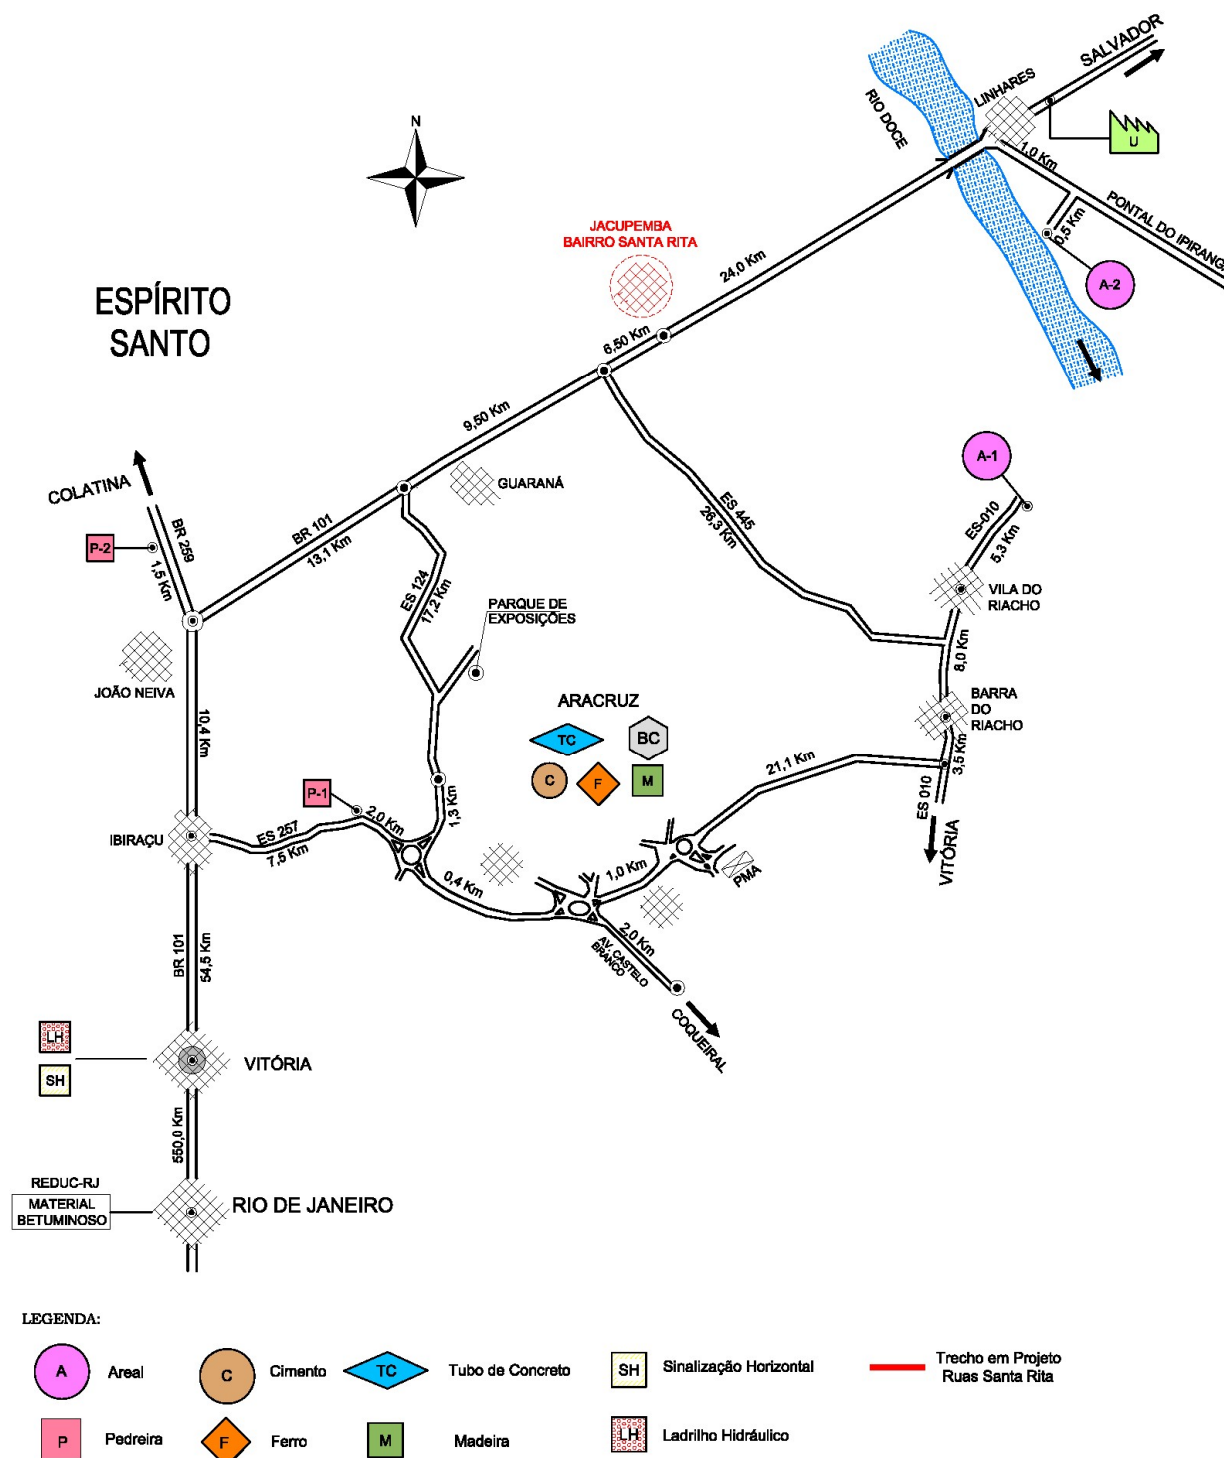 SALVADOR
LINHARES
RIO DOCE
U
1,0 Km
PONTAL DO IPIRANGA
0,5 Km
A-2
N
JACUPEMBA
BAIRRO SANTA RITA
24,0 Km
6,50 Km
ESPÍRITO
SANTO
9,50 Km
GUARANÁ
A-1
COLATINA
BR 259
P-2
1,5 Km
BR 101
13,1 Km
ES 445
26,3 Km
ES-010
5,3 Km
VILA DO
RIACHO
ES 124
17,2 Km
PARQUE DE
EXPOSIÇÕES
8,0 Km
JOÃO NEIVA
10,4 Km
ARACRUZ
TC
BC
C
F
M
BARRA
DO
RIACHO
3,5 Km
21,1 Km
ES 010
VITÓRIA
P-1
2,0 Km
1,3 Km
IBIRAÇU
ES 257
7,5 Km
0,4 Km
1,0 Km
PMA
2,0 Km
AV. CASTELO
BRANCO
COQUEIRAL
BR 101
54,5 Km
LH
SH
VITÓRIA
550,0 Km
REDUC-RJ
MATERIAL
BETUMINOSO
RIO DE JANEIRO
LEGENDA:
A Areal
C Cimento
TC Tubo de Concreto
SH Sinalização Horizontal
Trecho em Projeto
Ruas Santa Rita
P Pedreira
F Ferro
M Madeira
LH Ladrilho Hidráulico